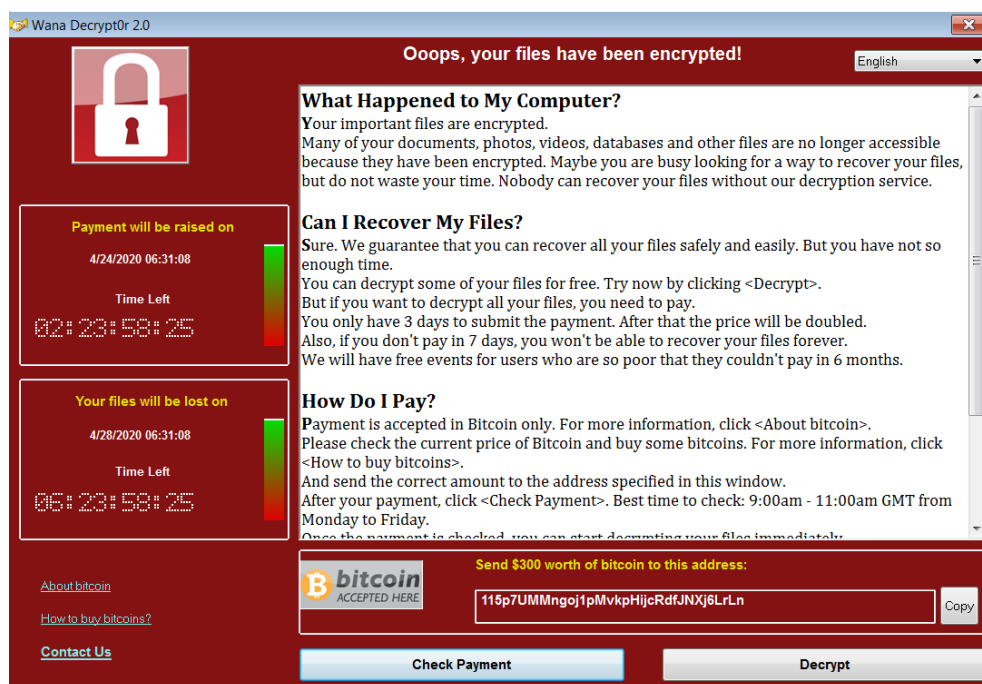 Wana Decrypt0r 2.0
Ooops, your files have been encrypted!
English
What Happened to My Computer?
Your important files are encrypted.
Many of your documents, photos, videos, databases and other files are no longer accessible
because they have been encrypted. Maybe you are busy looking for a way to recover your files,
but do not waste your time. Nobody can recover your files without our decryption service.
Can I Recover My Files?
Sure. We guarantee that you can recover all your files safely and easily. But you have not so
enough time.
You can decrypt some of your files for free. Try now by clicking <Decrypt>.
But if you want to decrypt all your files, you need to pay.
You only have 3 days to submit the payment. After that the price will be doubled.
Also, if you don't pay in 7 days, you won't be able to recover your files forever.
We will have free events for users who are so poor that they couldn't pay in 6 months.
How Do I Pay?
Payment is accepted in Bitcoin only. For more information, click <About bitcoin>.
Please check the current price of Bitcoin and buy some bitcoins. For more information, click
<How to buy bitcoins>.
And send the correct amount to the address specified in this window.
After your payment, click <Check Payment>. Best time to check: 9:00am - 11:00am GMT from
Monday to Friday.
Once the payment is checked, you can start decrypting your files immediately.
Payment will be raised on
4/24/2020 06:31:08
Time Left
02:23:58:25
Your files will be lost on
4/28/2020 06:31:08
Time Left
06:23:58:25
About bitcoin
How to buy bitcoins?
Contact Us
bitcoin
ACCEPTED HERE
Send $300 worth of bitcoin to this address:
115p7UMMngoj1pMvkpHijcRdfJNXj6LrLn
Copy
Check Payment
Decrypt